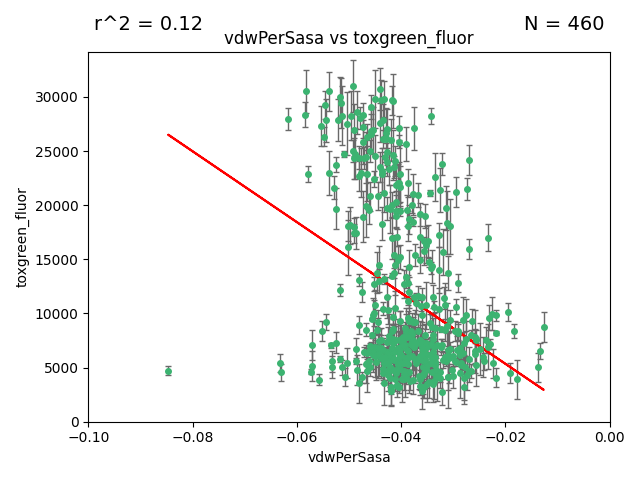 r^2 = 0.12
N = 460
vdwPerSasa vs toxgreen_fluor
toxgreen_fluor
30000
25000
20000
15000
10000
5000
0
−0.10
−0.08
−0.06
−0.04
−0.02
0.00
vdwPerSasa